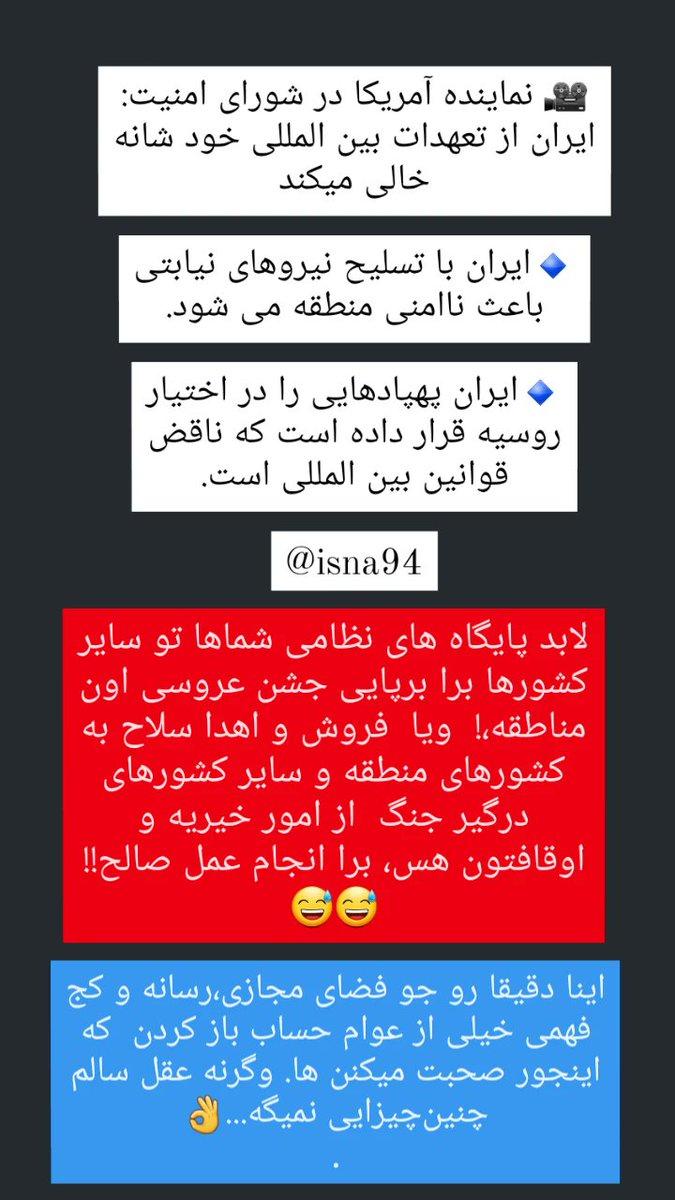 🎥 نماینده آمریکا در شورای امنیت:
ایران از تعهدات بین المللی خود شانه
خالی میکند
🔹ایران با تسلیح نیروهای نیابتی
باعث ناامنی منطقه می شود.
🔹ایران پهپادهایی را در اختیار
روسیه قرار داده است که ناقض
قوانین بین المللی است.
@isna94
لابد پایگاه های نظامی شماها تو سایر
کشورها برا برپایی جشن عروسی اون
مناطقه،! ویا فروش و اهدا سلاح به
کشورهای منطقه و سایر کشورهای
درگیر جنگ از امور خیریه و
اوقافتون هس، برا انجام عمل صالح!!
😅😅
اینا دقیقا رو جو فضای مجازی،رسانه و کج
فهمی خیلی از عوام حساب باز کردن که
اینجور صحبت میکنن ها. وگرنه عقل سالم
چنین‌چیزایی نمیگه...👌
.